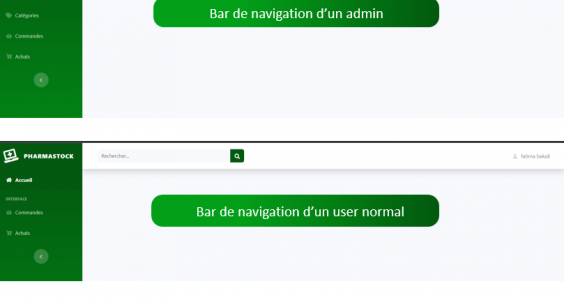 Bar de navigation d'un admin
Catégories
Commandes
Achats
PHARMASTOCK
Rechercher...
fatima bakali
Accueil
Bar de navigation d'un user normal
INTERFACE
Commandes
Achats